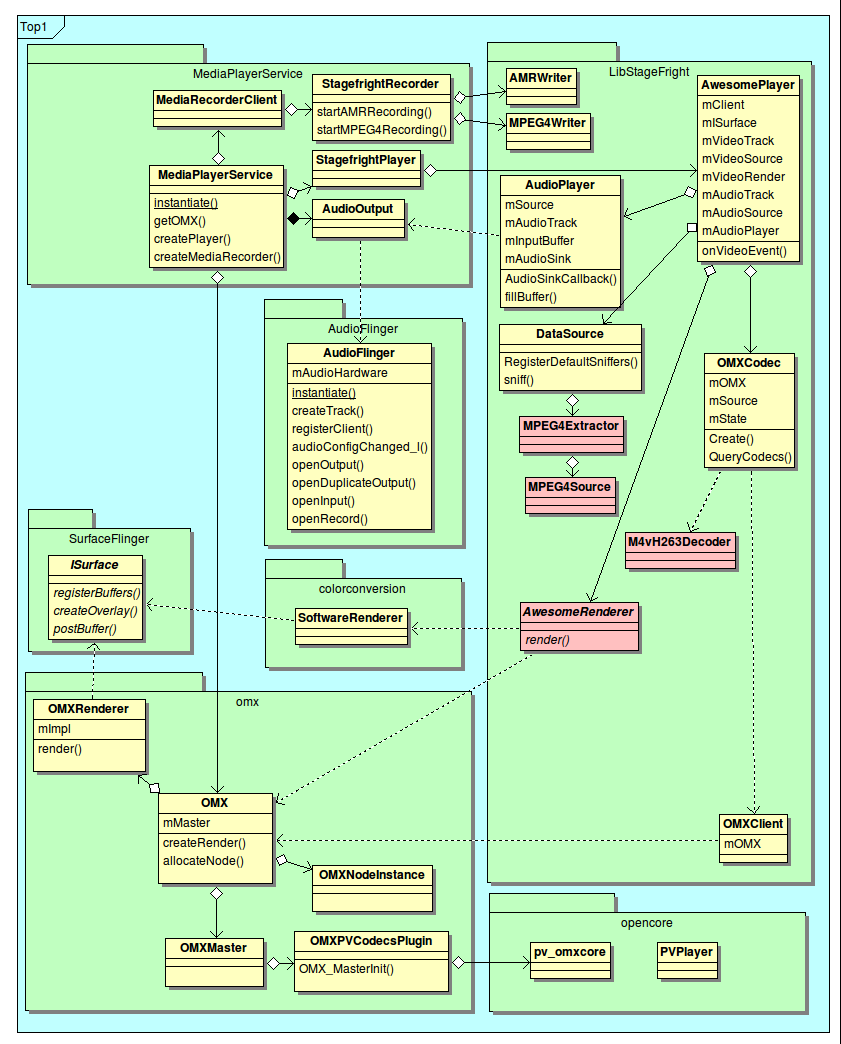 Top1
MediaPlayerService
MediaRecorderClient
StagefrightRecorder
startAMRRecording()
startMPEG4Recording()
MediaPlayerService
instantiate()
getOMX()
createPlayer()
createMediaRecorder()
StagefrightPlayer
AudioOutput
LibStageFright
AMRWriter
MPEG4Writer
AwesomePlayer
mClient
mISurface
mVideoTrack
mVideoSource
mVideoRender
mAudioTrack
mAudioSource
mAudioPlayer
onVideoEvent()
AudioPlayer
mSource
mAudioTrack
mInputBuffer
mAudioSink
AudioSinkCallback()
fillBuffer()
DataSource
RegisterDefaultSniffers()
sniff()
MPEG4Extractor
MPEG4Source
OMXCodec
mOMX
mSource
mState
Create()
QueryCodecs()
M4vH263Decoder
AwesomeRenderer
render()
OMXClient
mOMX
AudioFlinger
AudioFlinger
mAudioHardware
instantiate()
createTrack()
registerClient()
audioConfigChanged_l()
openOutput()
openDuplicateOutput()
openInput()
openRecord()
SurfaceFlinger
ISurface
registerBuffers()
createOverlay()
postBuffer()
colorconversion
SoftwareRenderer
omx
OMXRenderer
mImpl
render()
OMX
mMaster
createRender()
allocateNode()
OMXNodeInstance
OMXMaster
OMXPVCodecsPlugin
OMX_MasterInit()
opencore
pv_omxcore
PVPlayer